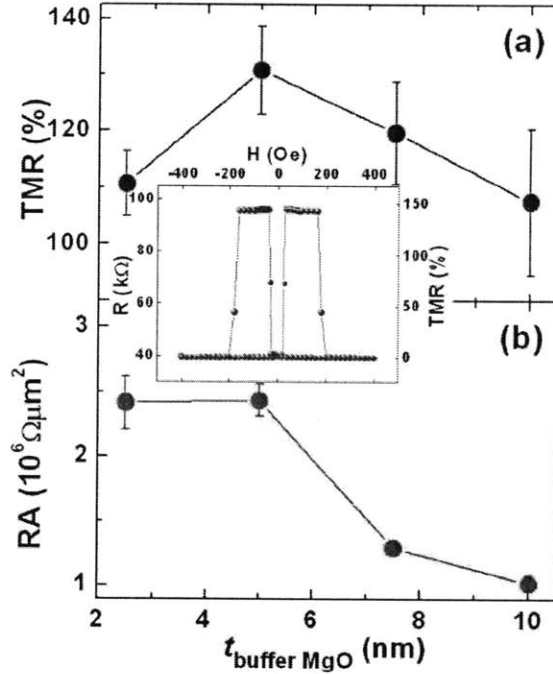 140
(a)
120
TMR (%)
100
H (Oe)
-400 -200 0 200 400
100
80
60
40
R (kΩ)
150
100
50
0
TMR (%)
3
(b)
2
RA (10⁶ Ωμm²)
1
2 4 6 8 10
t buffer MgO (nm)